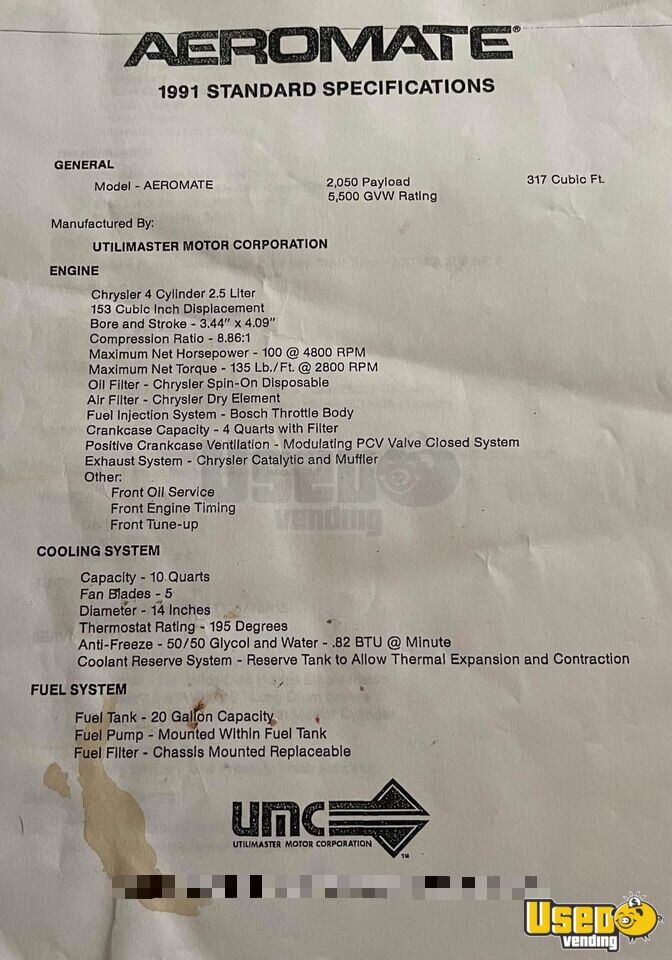 AEROMATE®
1991 STANDARD SPECIFICATIONS
GENERAL
Model - AEROMATE 2,050 Payload 317 Cubic Ft.
5,500 GVW Rating
Manufactured By:
UTILIMASTER MOTOR CORPORATION
ENGINE
Chrysler 4 Cylinder 2.5 Liter
153 Cubic Inch Displacement
Bore and Stroke - 3.44" x 4.09"
Compression Ratio - 8.86:1
Maximum Net Horsepower - 100 @ 4800 RPM
Maximum Net Torque - 135 Lb./Ft. @ 2800 RPM
Oil Filter - Chrysler Spin-On Disposable
Air Filter - Chrysler Dry Element
Fuel Injection System - Bosch Throttle Body
Crankcase Capacity - 4 Quarts with Filter
Positive Crankcase Ventilation - Modulating PCV Valve Closed System
Exhaust System - Chrysler Catalytic and Muffler
Other:
Front Oil Service
Front Engine Timing
Front Tune-up
USED vending
COOLING SYSTEM
Capacity - 10 Quarts
Fan Blades - 5
Diameter - 14 Inches
Thermostat Rating - 195 Degrees
Anti-Freeze - 50/50 Glycol and Water - .82 BTU @ Minute
Coolant Reserve System - Reserve Tank to Allow Thermal Expansion and Contraction
FUEL SYSTEM
Fuel Tank - 20 Gallon Capacity
Fuel Pump - Mounted Within Fuel Tank
Fuel Filter - Chassis Mounted Replaceable
UMC
UTILIMASTER MOTOR CORPORATION ™
USED
vending